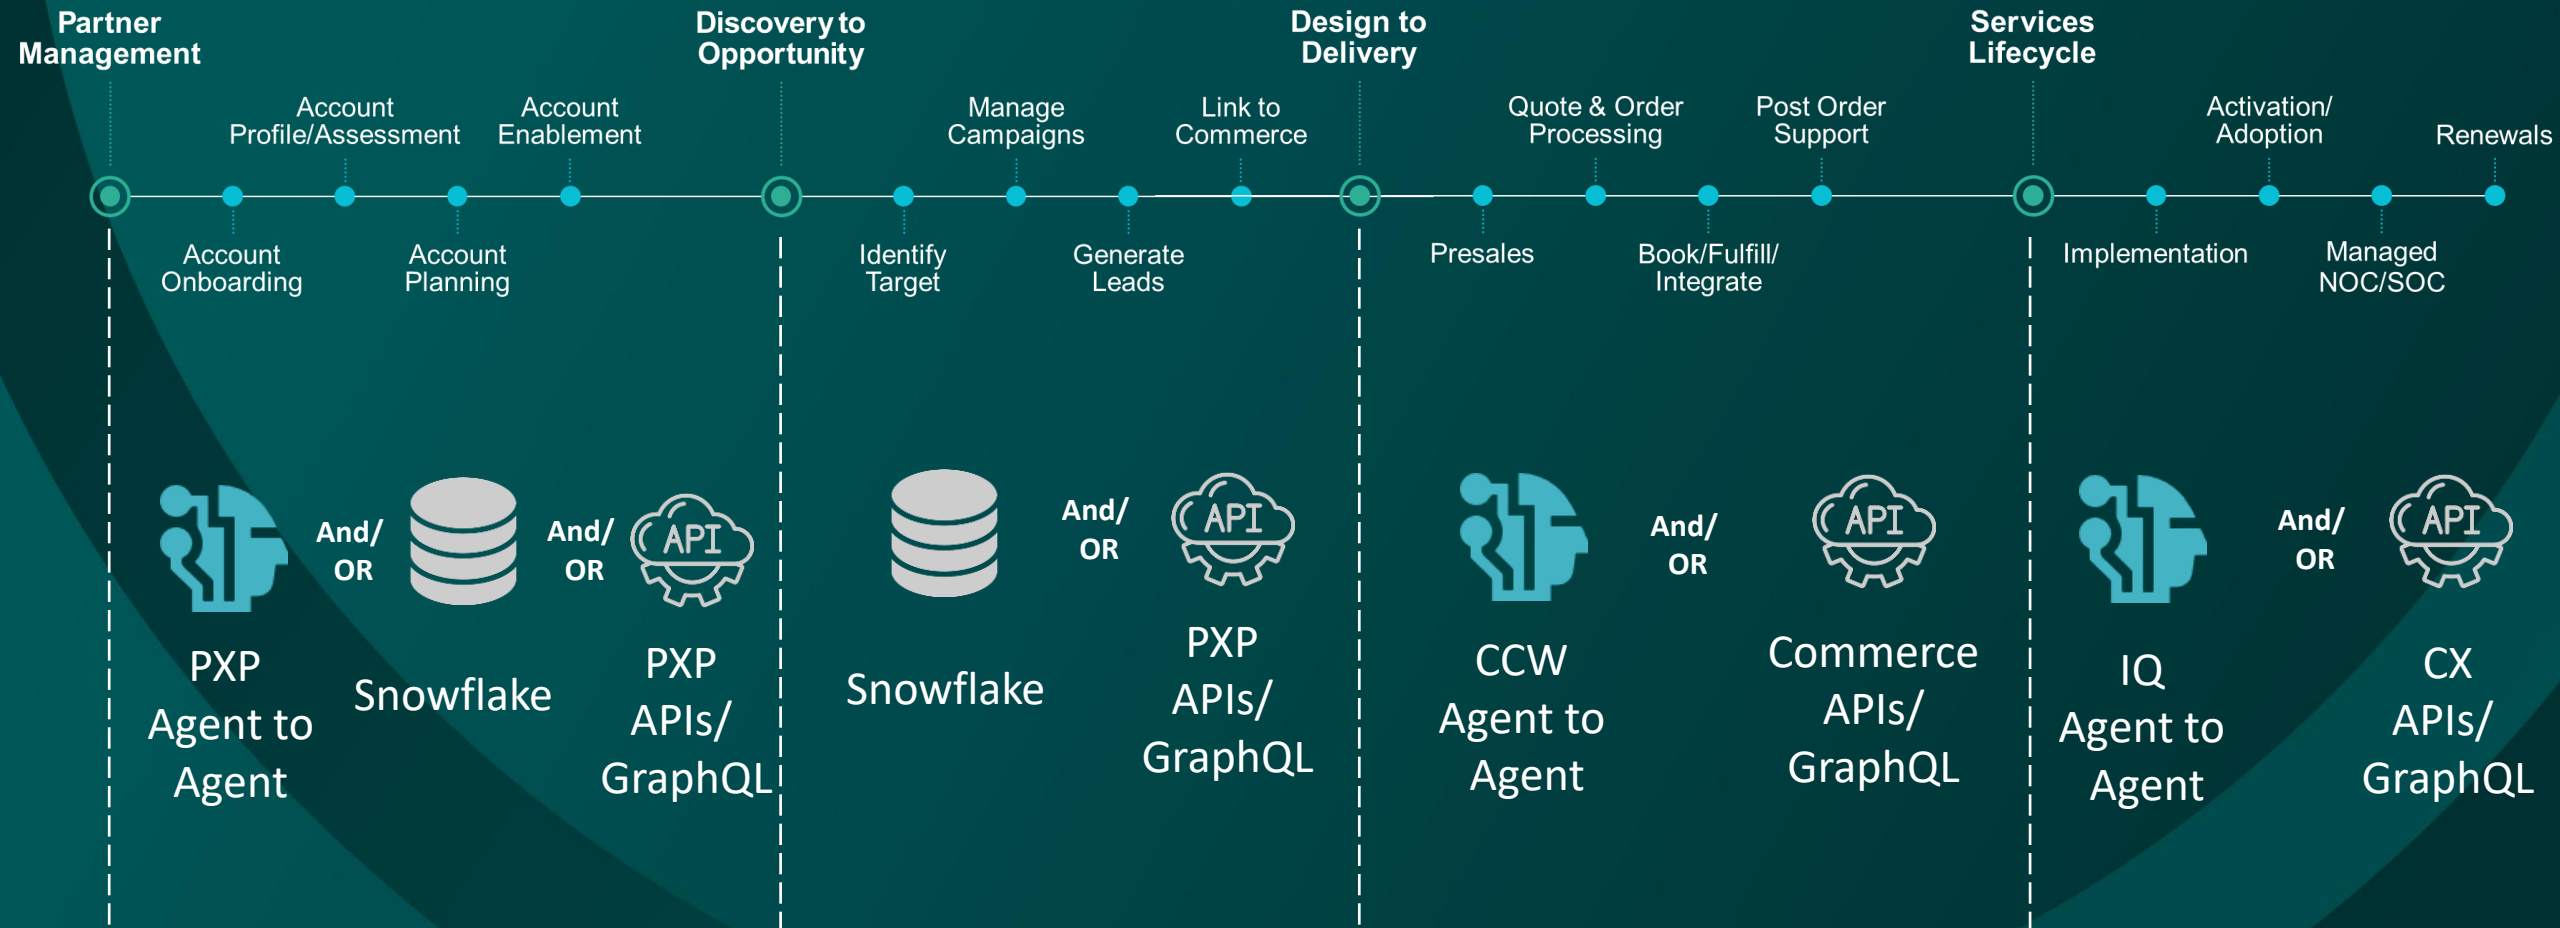 Partner
Management
Discovery to
Opportunity
Design to
Delivery
Services
Lifecycle
Account
Profile/Assessment
Account
Enablement
Manage
Campaigns
Link to
Commerce
Quote & Order
Processing
Post Order
Support
Activation/
Adoption
Renewals
Account
Onboarding
Account
Planning
Identify
Target
Generate
Leads
Presales
Book/Fulfill/
Integrate
Implementation
Managed
NOC/SOC
PXP
Agent to
Agent
And/
OR
Snowflake
And/
OR
API
PXP
APIs/
GraphQL
Snowflake
And/
OR
API
PXP
APIs/
GraphQL
CCW
Agent to
Agent
And/
OR
API
Commerce
APIs/
GraphQL
IQ
Agent to
Agent
And/
OR
API
CX
APIs/
GraphQL